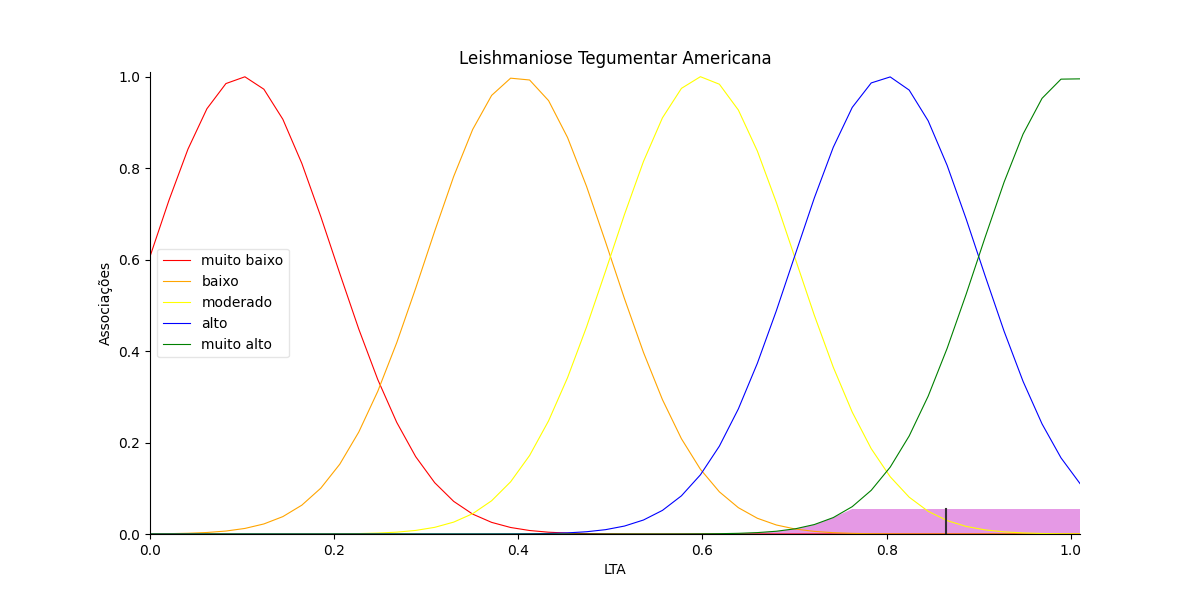 Leishmaniose Tegumentar Americana
1.0
0.8
0.6
0.4
0.2
0.0
Associações
muito baixo
baixo
moderado
alto
muito alto
0.0 0.2 0.4 0.6 0.8 1.0
LTA